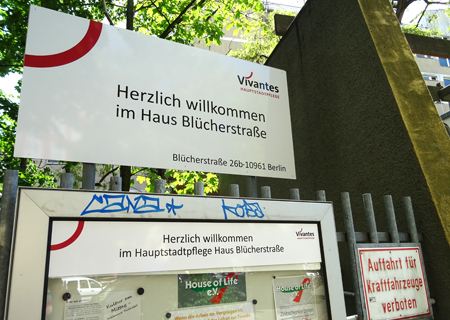 Vivantes
HAUPTSTADTPFLEGE
Herzlich willkommen
im Haus Blücherstraße
Blücherstraße 26b-10961 Berlin
Vivantes
Herzlich willkommen
im Hauptstadtpflege Haus Blücherstraße
House of Life
e.V.
House of Life
Auffahrt für
Kraftfahrzeuge
verboten